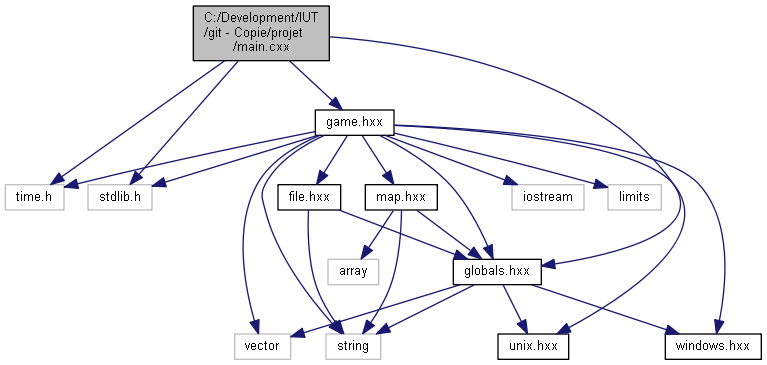 C:/Development/IUT
/git - Copie/projet
/main.cxx
game.hxx
time.h
stdlib.h
file.hxx
map.hxx
iostream
limits
array
globals.hxx
vector
string
unix.hxx
windows.hxx